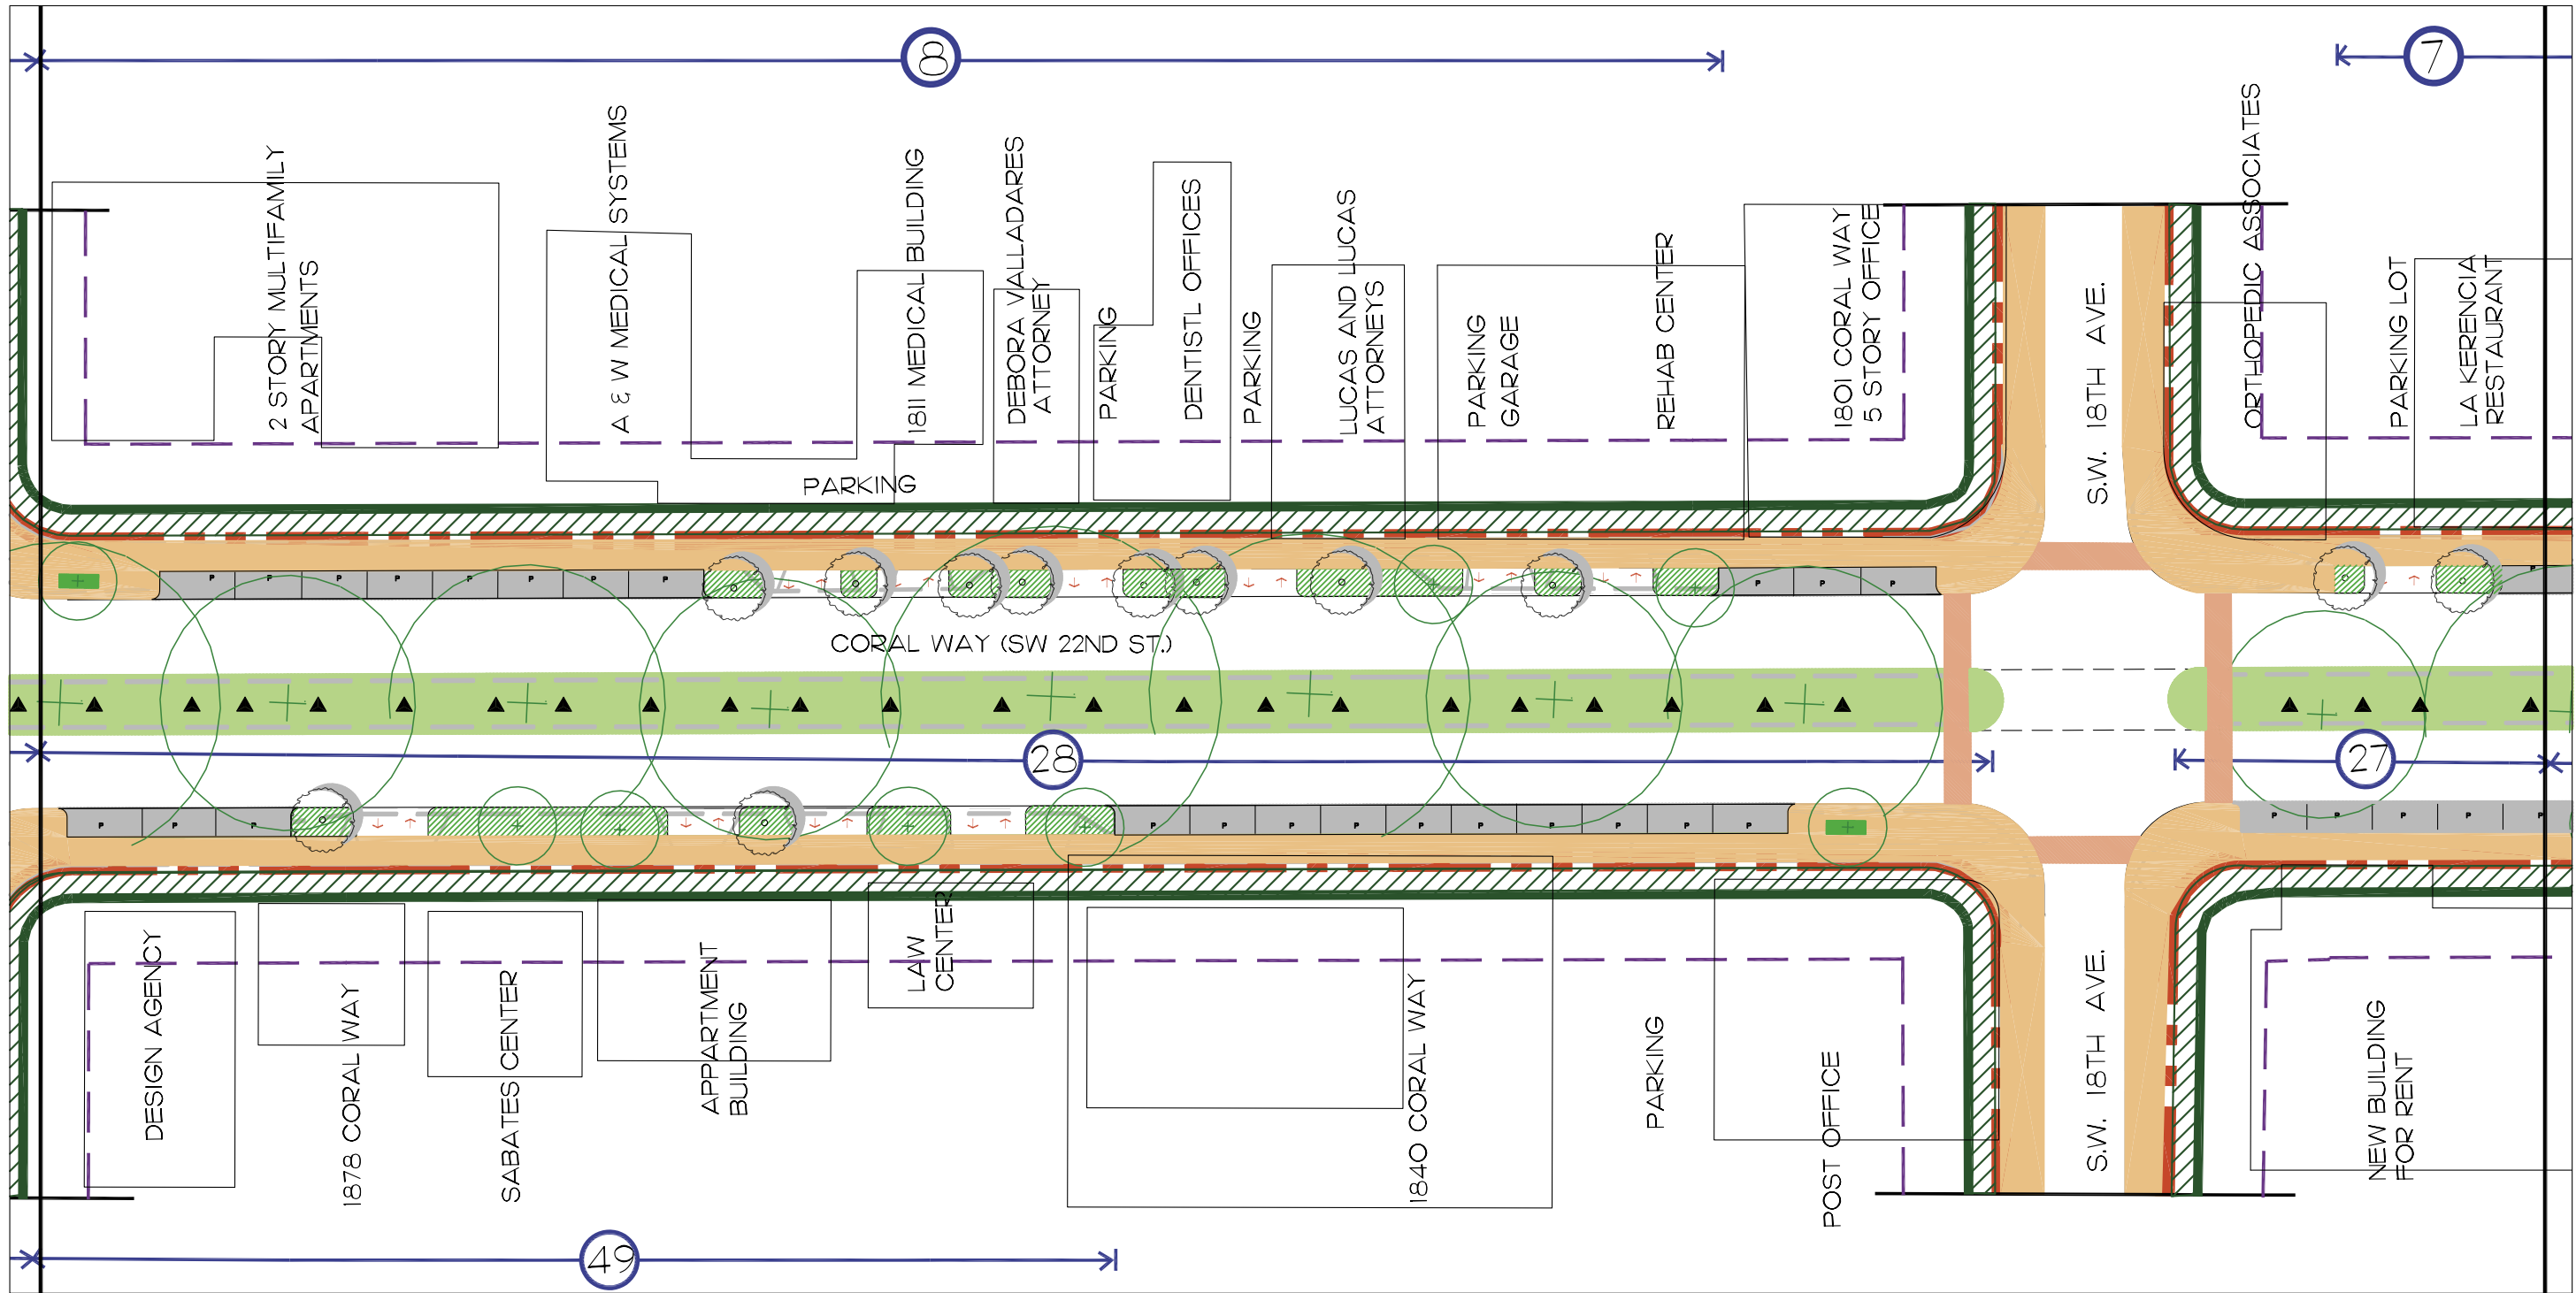 8
7
2 STORY MULTIFAMILY
APARTMENTS
A & W MEDICAL SYSTEMS
1811 MEDICAL BUILDING
DEBORA VALLADARES
ATTORNEY
PARKING
DENTISTL OFFICES
PARKING
LUCAS AND LUCAS
ATTORNEYS
PARKING
GARAGE
REHAB CENTER
1801 CORAL WAY
5 STORY OFFICE
S.W. 18TH AVE.
ORTHOPEDIC ASSOCIATES
PARKING LOT
LA KERENCIA
RESTAURANT
PARKING
P P P P P P P P
P P P
P
CORAL WAY (SW 22ND ST.)
28
27
P P P
P P P P P P P P P P
P P P P P
DESIGN AGENCY
1878 CORAL WAY
SABATES CENTER
APPARTMENT
BUILDING
LAW
CENTER
1840 CORAL WAY
PARKING
POST OFFICE
S.W. 18TH AVE.
NEW BUILDING
FOR RENT
49